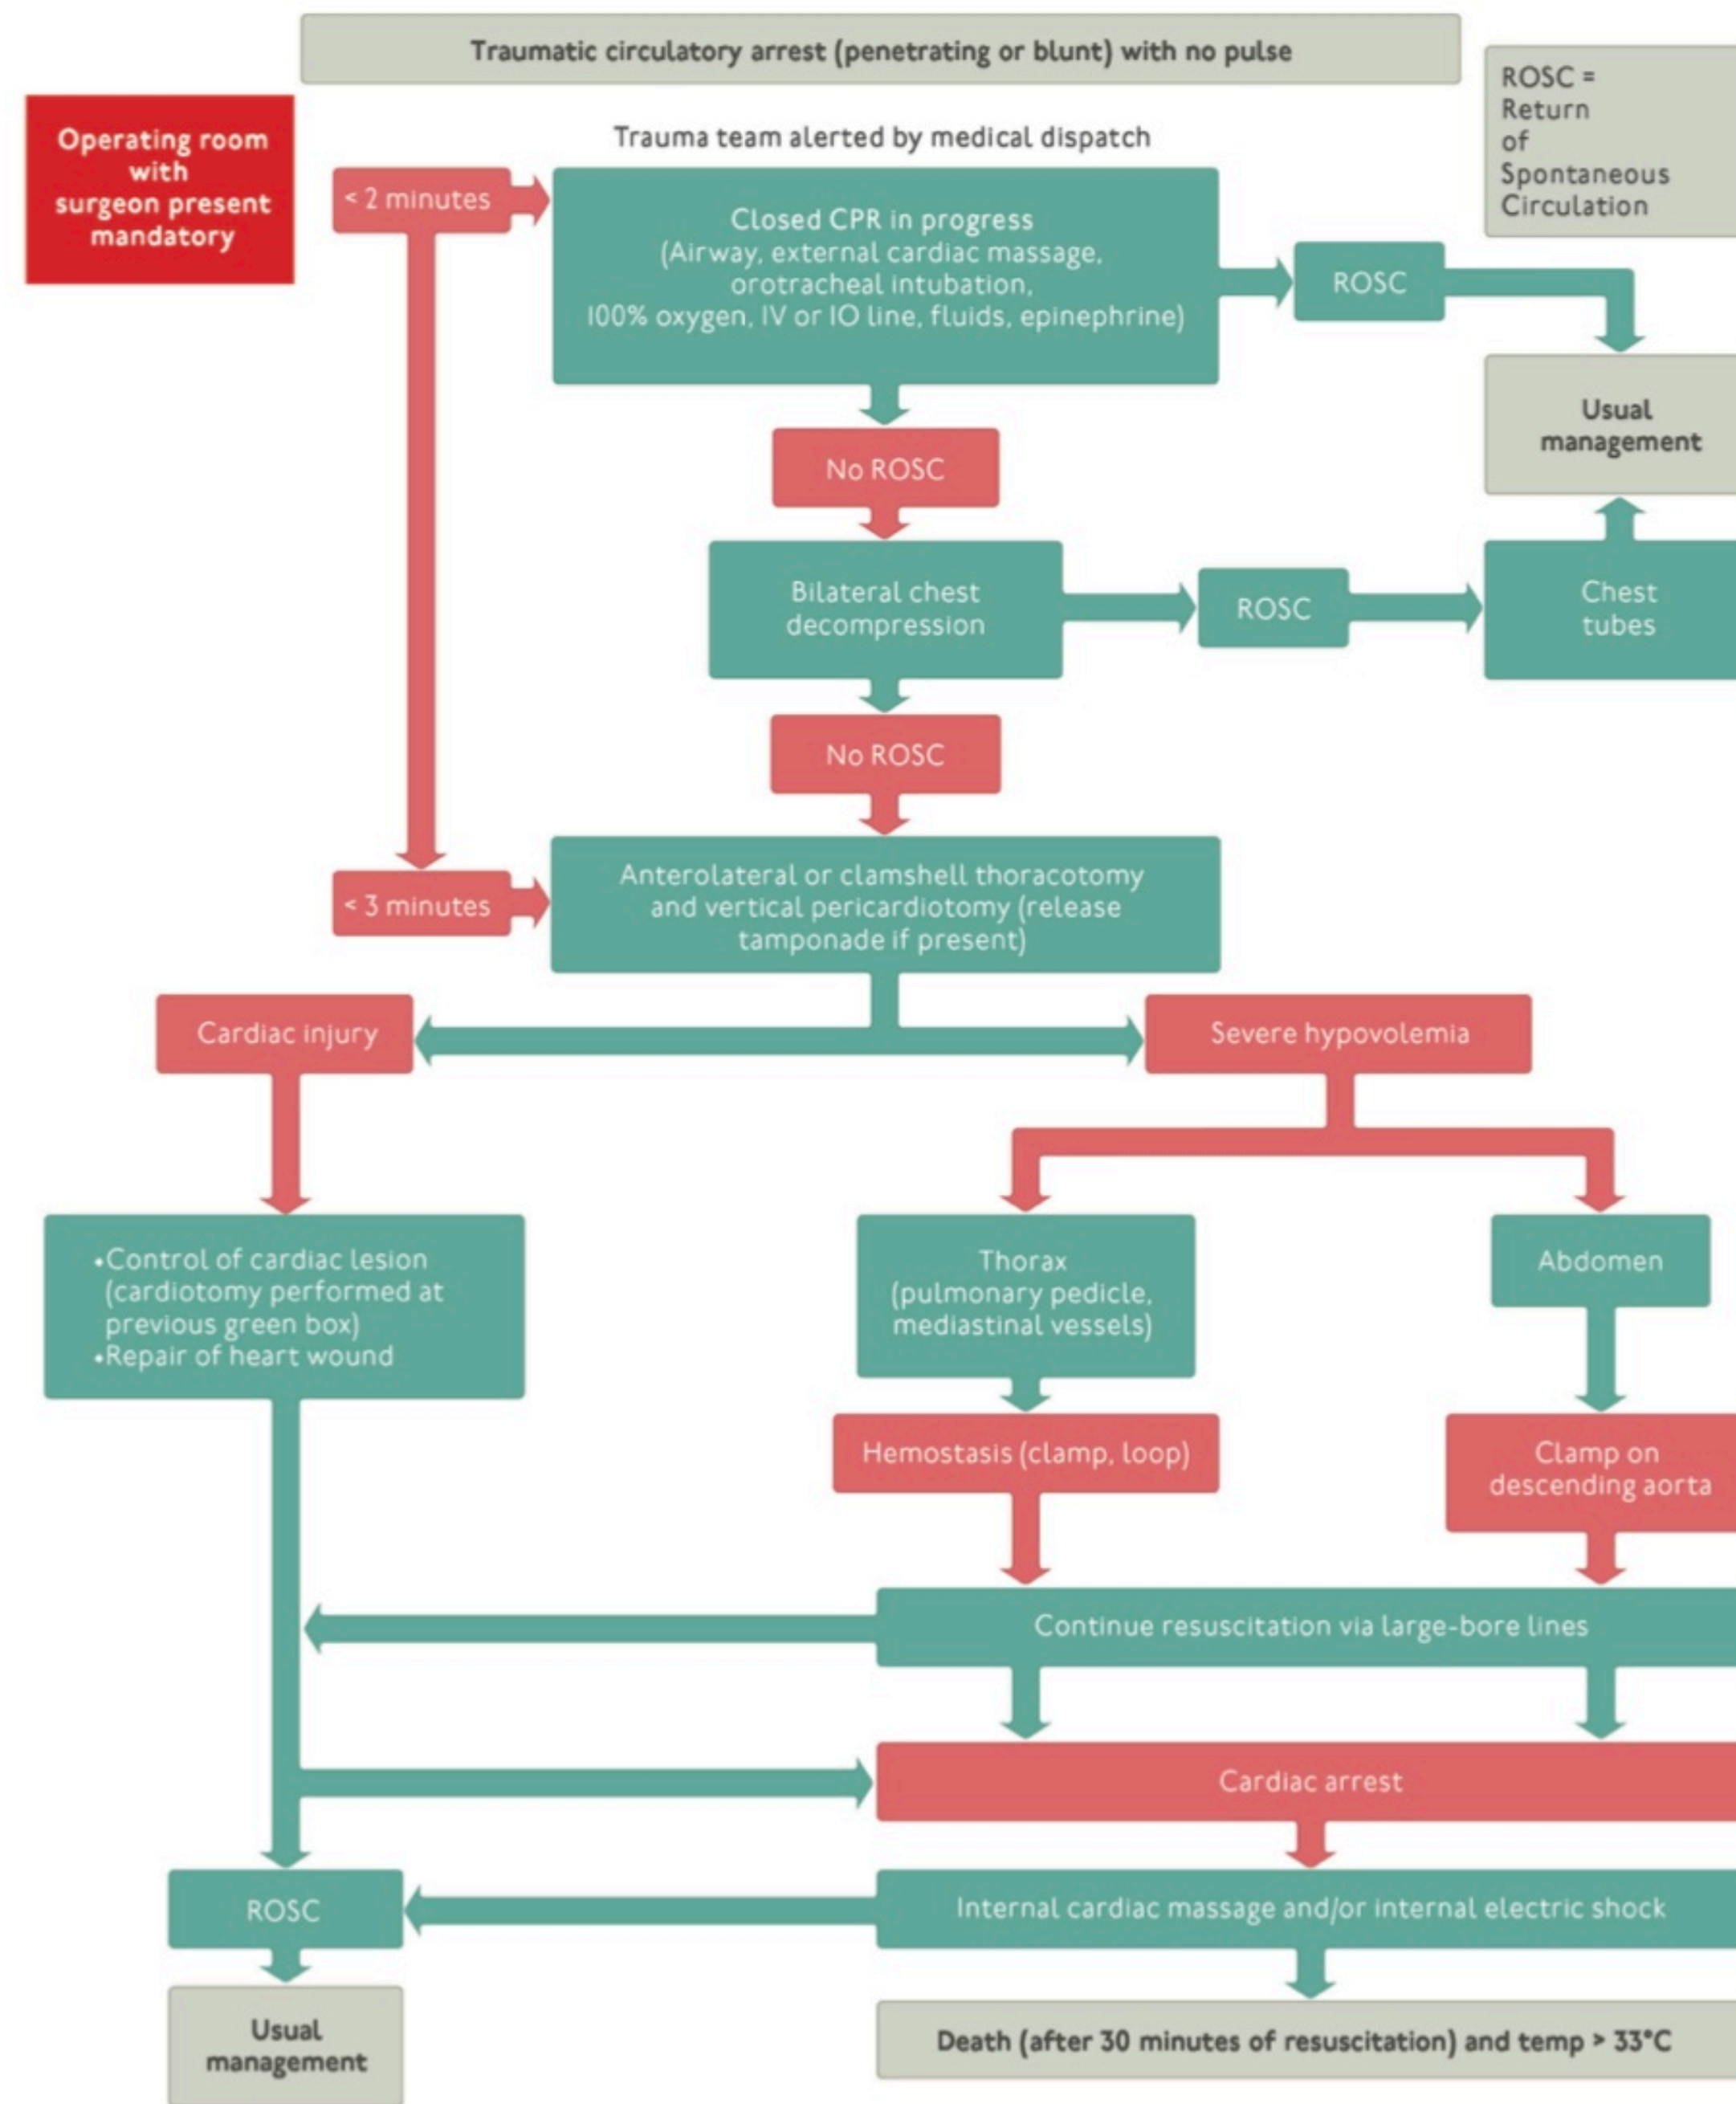 Traumatic circulatory arrest (penetrating or blunt) with no pulse
ROSC =
Return
of
Spontaneous
Circulation
Operating room
with
surgeon present
mandatory
Trauma team alerted by medical dispatch
< 2 minutes
Closed CPR in progress
(Airway, external cardiac massage,
orotracheal intubation,
100% oxygen, IV or IO line, fluids, epinephrine)
ROSC
Usual
management
No ROSC
Bilateral chest
decompression
ROSC
Chest
tubes
No ROSC
< 3 minutes
Anterolateral or clamshell thoracotomy
and vertical pericardiotomy (release
tamponade if present)
Cardiac injury
Severe hypovolemia
•Control of cardiac lesion
(cardiotomy performed at
previous green box)
•Repair of heart wound
Thorax
(pulmonary pedicle,
mediastinal vessels)
Abdomen
Hemostasis (clamp, loop)
Clamp on
descending aorta
Continue resuscitation via large-bore lines
Cardiac arrest
ROSC
Internal cardiac massage and/or internal electric shock
Usual
management
Death (after 30 minutes of resuscitation) and temp > 33°C